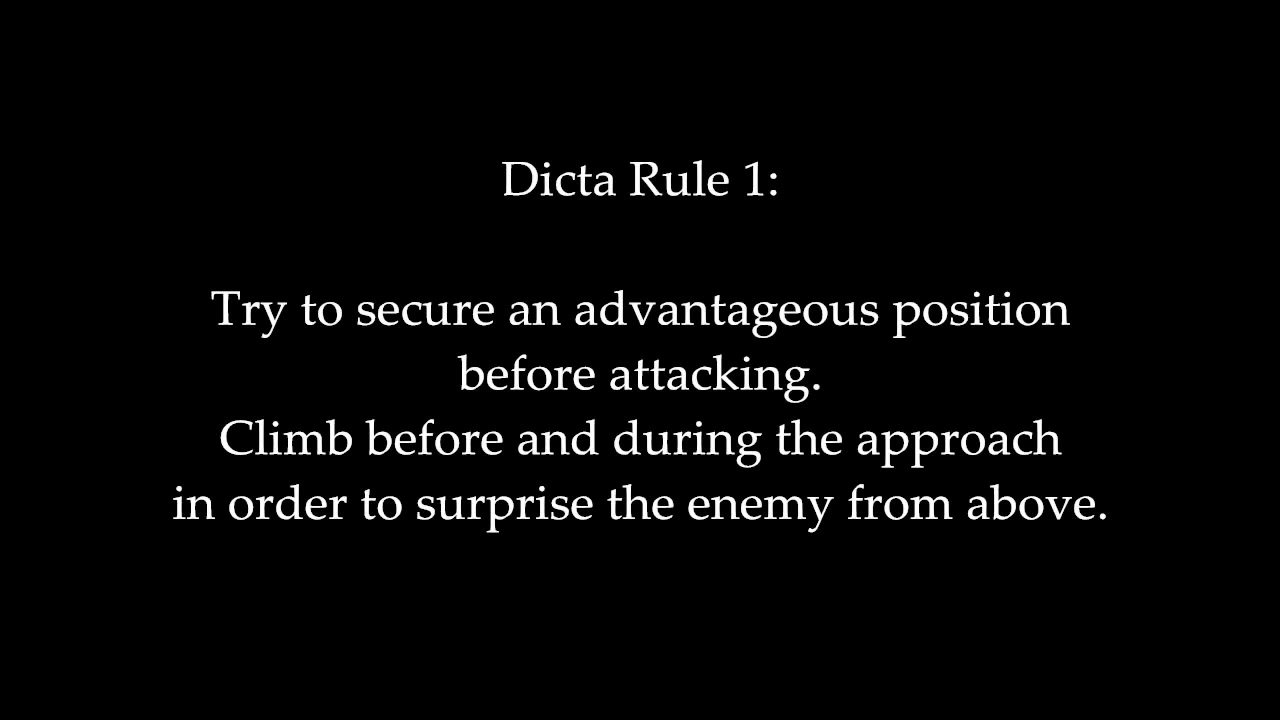 Dicta Rule 1:
Try to secure an advantageous position
before attacking.
Climb before and during the approach
in order to surprise the enemy from above.